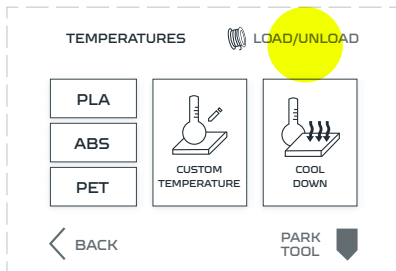 TEMPERATURES LOAD/UNLOAD
PLA
ABS
PET
CUSTOM
TEMPERATURE
COOL
DOWN
BACK
PARK
TOOL